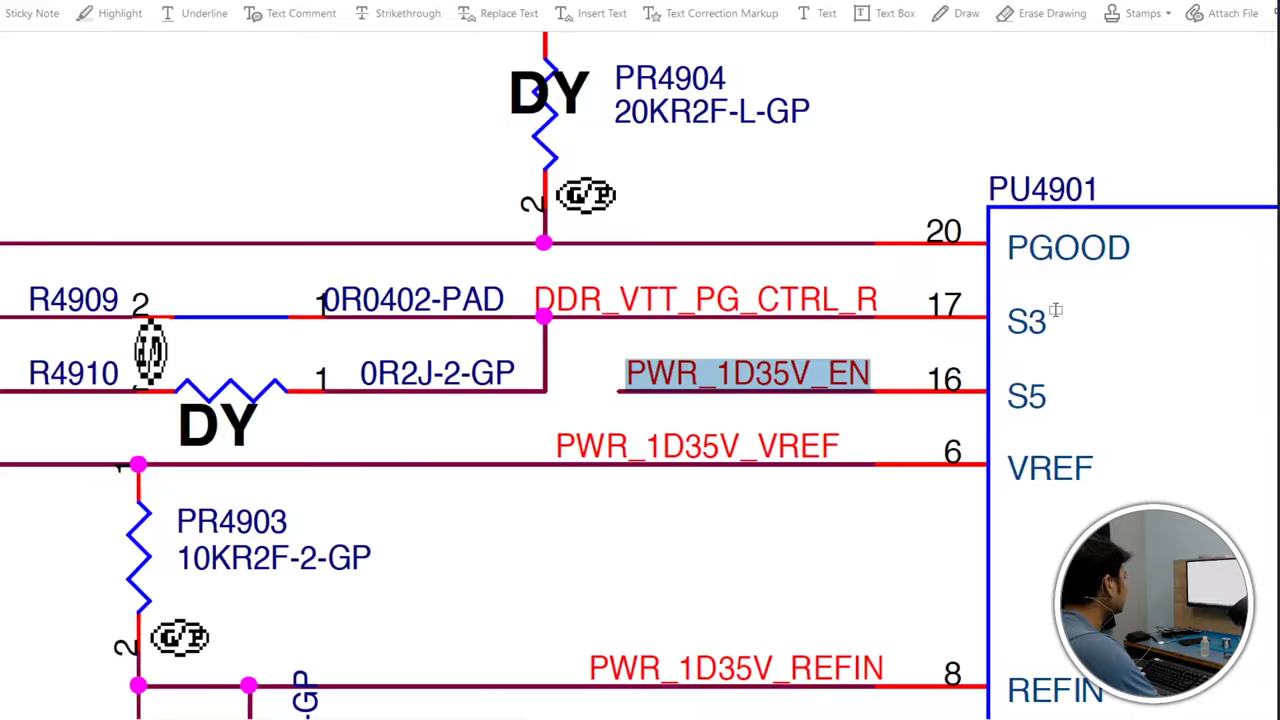 Sticky Note Highlight Underline Text Comment Strikethrough Replace Text Insert Text Text Correction Markup Text Text Box Draw Erase Drawing Stamps Attach File
PR4904
DY
20KR2F-L-GP
G/P
2
PU4901
20
PGOOD
R4909 2 1 0R0402-PAD DDR_VTT_PG_CTRL_R 17
S3
R4910 1 0R2J-2-GP PWR_1D35V_EN 16
S5
DY
PWR_1D35V_VREF 6
1
VREF
PR4903
10KR2F-2-GP
2 G/P
PWR_1D35V_REFIN 8
REFIN
-GP